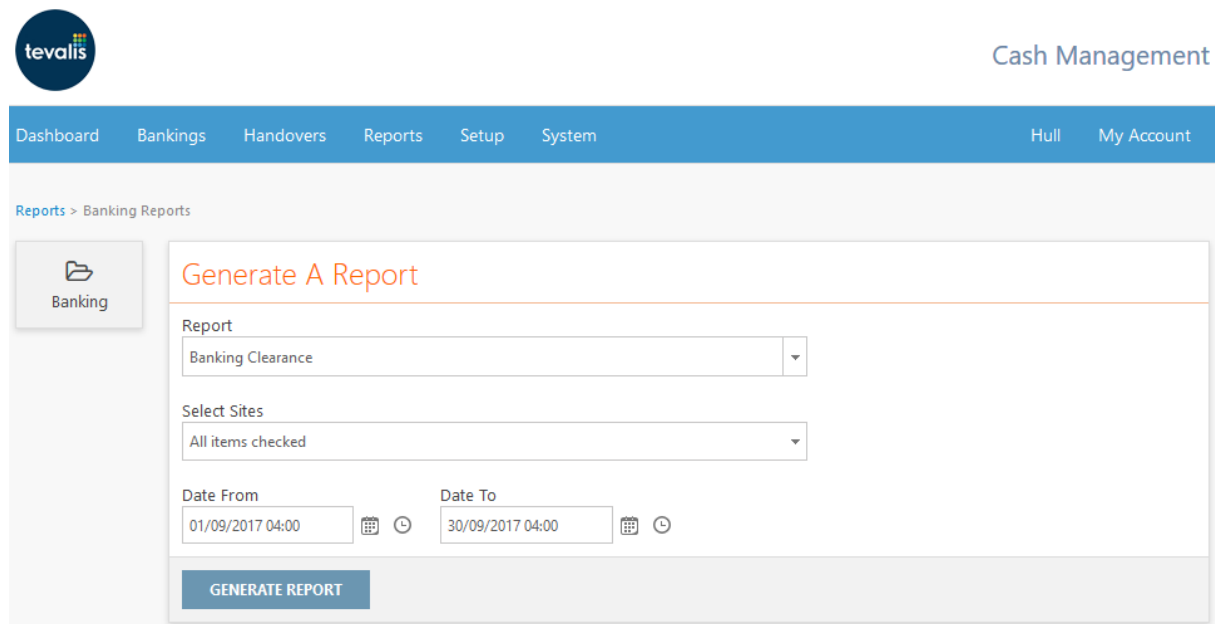 tevalis
Cash Management
Dashboard Bankings Handovers Reports Setup System Hull My Account
Reports > Banking Reports
Banking
Generate A Report
Report
Banking Clearance
Select Sites
All items checked
Date From Date To
01/09/2017 04:00 30/09/2017 04:00
GENERATE REPORT